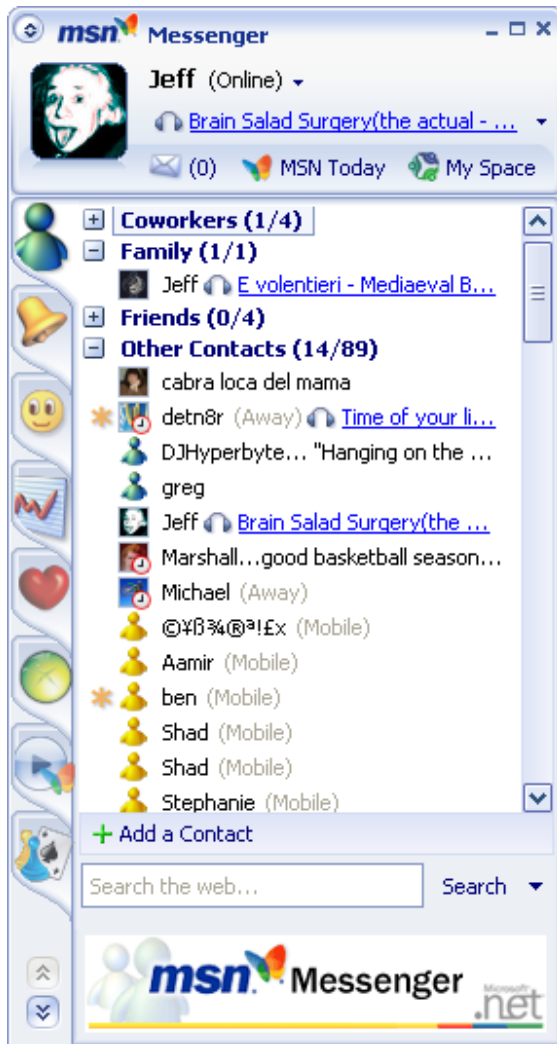 msn Messenger
Jeff (Online)
Brain Salad Surgery(the actual - ...
(0) MSN Today My Space
Coworkers (1/4)
Family (1/1)
Jeff E volentieri - Mediaeval B...
Friends (0/4)
Other Contacts (14/89)
cabra loca del mama
detn8r (Away) Time of your li...
DJHyperbyte... "Hanging on the ...
greg
Jeff Brain Salad Surgery(the ...
Marshall...good basketball season...
Michael (Away)
©¥ß¾®ª!£x (Mobile)
Aamir (Mobile)
ben (Mobile)
Shad (Mobile)
Shad (Mobile)
Stephanie (Mobile)
+ Add a Contact
Search the web... Search
msn Messenger
Microsoft
.net